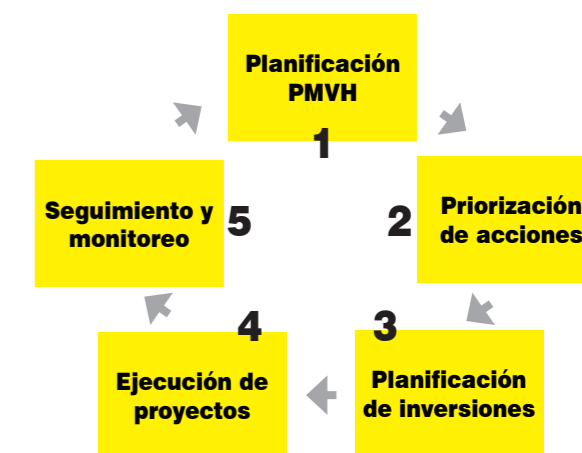 Planificación
PMVH
1
2
Priorización
de acciones
3
Planificación
de inversiones
4
Ejecución de
proyectos
5
Seguimiento y
monitoreo